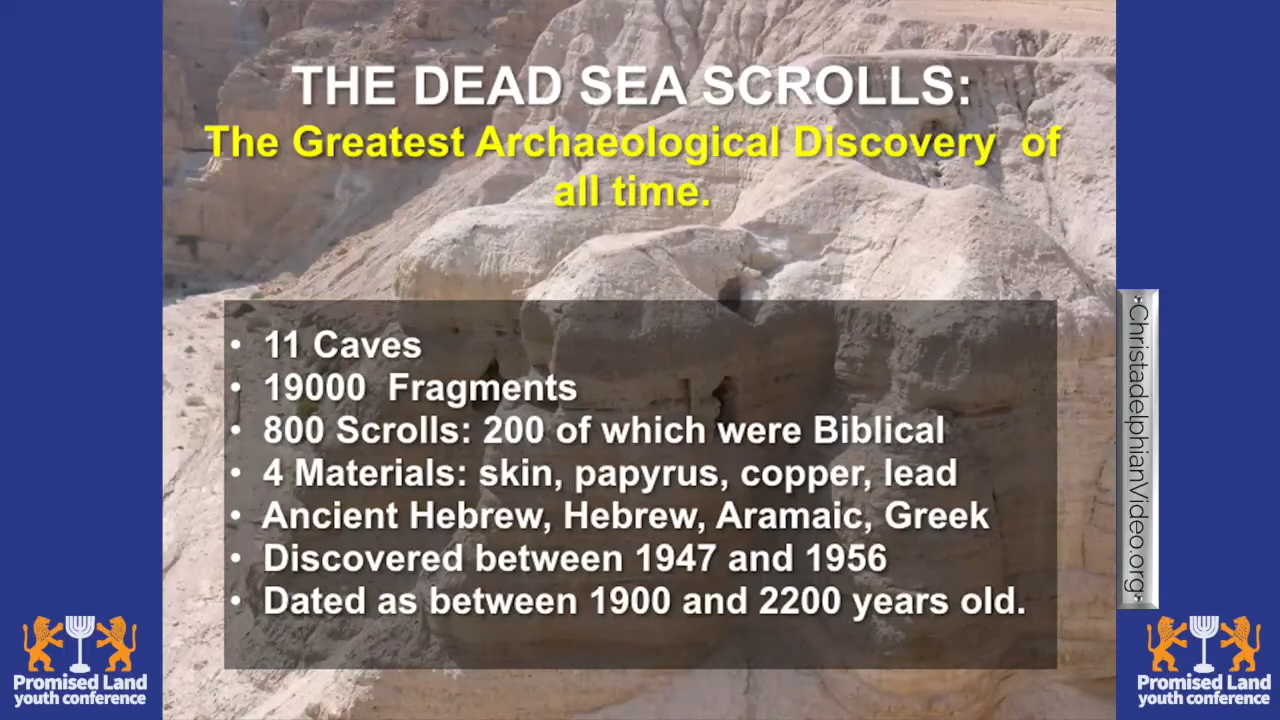 THE DEAD SEA SCROLLS:
The Greatest Archaeological Discovery of
all time.
• 11 Caves
• 19000 Fragments
• 800 Scrolls: 200 of which were Biblical
• 4 Materials: skin, papyrus, copper, lead
• Ancient Hebrew, Hebrew, Aramaic, Greek
• Discovered between 1947 and 1956
• Dated as between 1900 and 2200 years old.
ChristadelphianVideo.org
Promised Land
youth conference
Promised Land
youth conference